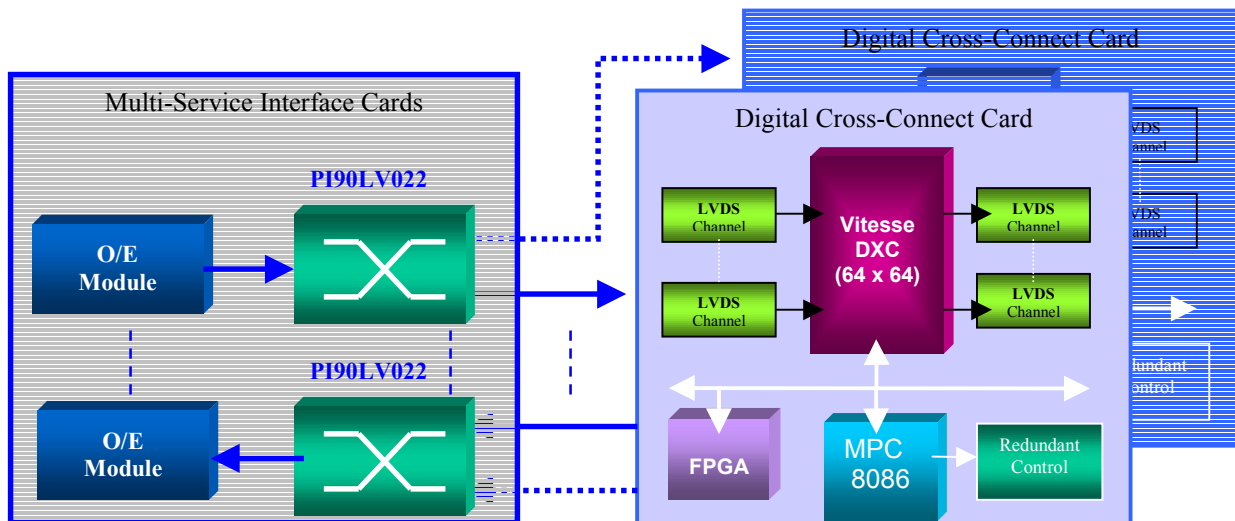 Digital Cross-Connect Card
Multi-Service Interface Cards
Digital Cross-Connect Card
PI90LV022
O/E
Module
LVDS
Channel
LVDS
Channel
Vitesse
DXC
(64 x 64)
LVDS
Channel
LVDS
Channel
PI90LV022
O/E
Module
FPGA
MPC
8086
Redundant
Control